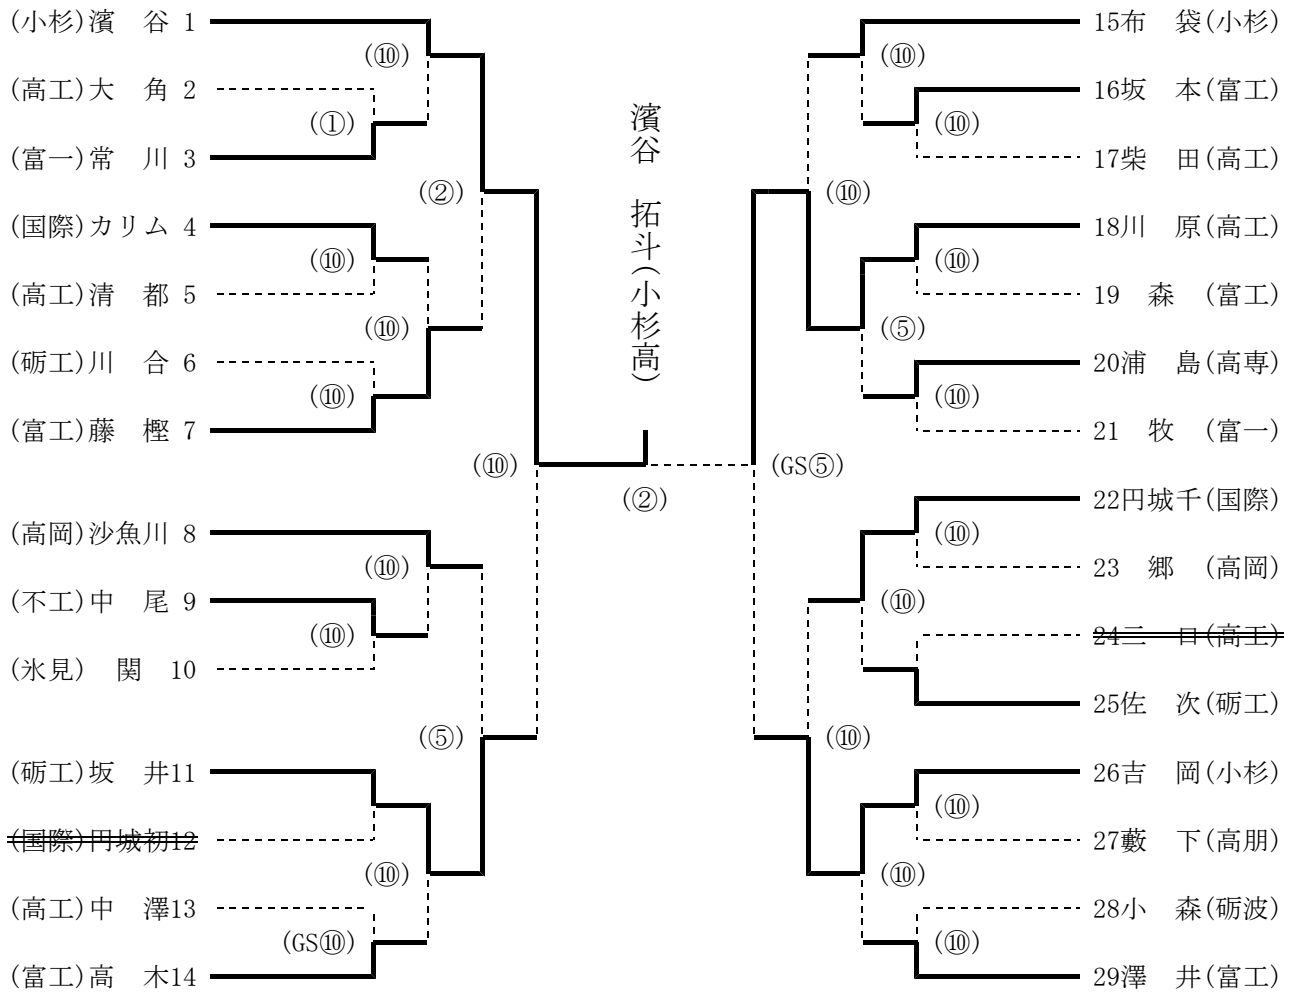 (小杉)濱　谷 1
(⑩)
(高工)大　角 2
(①)
(富一)常　川 3
(②)
(国際)カリム 4
(⑩)
(高工)清　都 5
(⑩)
(砺工)川　合 6
(⑩)
(富工)藤　樫 7
(⑩)
(高岡)沙魚川 8
(⑩)
(不工)中　尾 9
(⑩)
(氷見)　関　10
(⑤)
(砺工)坂　井11
(国際)円城初12
(⑩)
(高工)中　澤13
(GS⑩)
(富工)高　木14
濱谷　拓斗(小杉高)
(②)
15布　袋(小杉)
(⑩)
16坂　本(富工)
(⑩)
17柴　田(高工)
(⑩)
18川　原(高工)
(⑩)
19　森　(富工)
(⑤)
20浦　島(高専)
(⑩)
21　牧　(富一)
(GS⑤)
22円城千(国際)
(⑩)
23　郷　(高岡)
(⑩)
24二　口(高工)
25佐　次(砺工)
(⑩)
26吉　岡(小杉)
(⑩)
27藪　下(高朋)
(⑩)
28小　森(砺波)
(⑩)
29澤　井(富工)